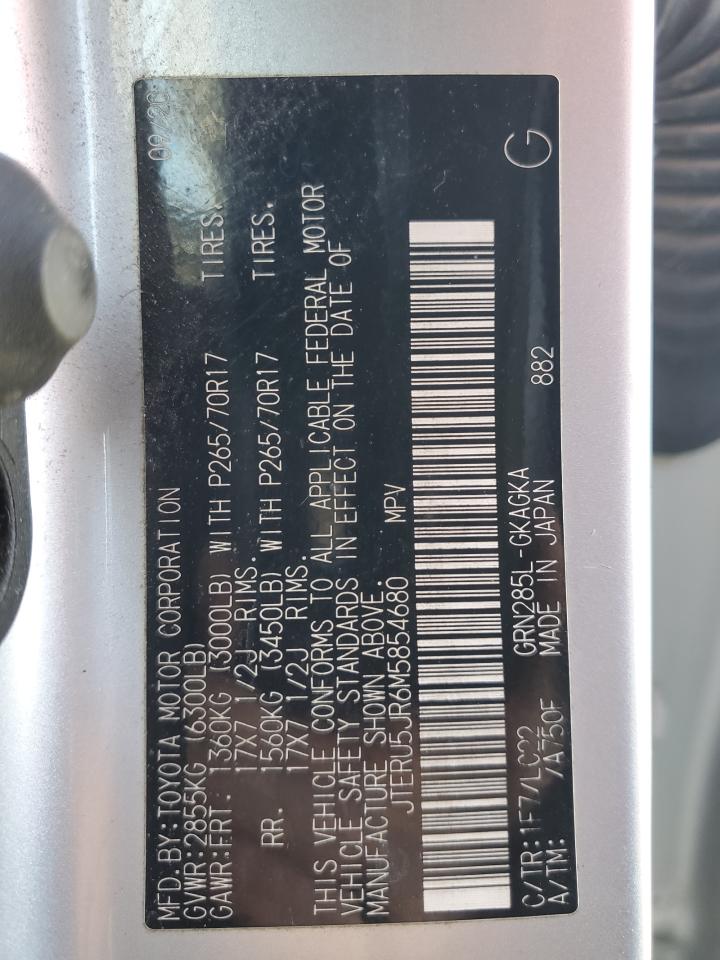 MFD.BY:TOYOTA MOTOR CORPORATION 09/20
GVWR:2855KG (6300LB)
GAWR:FRT. 1360KG (3000LB) WITH P265/70R17 TIRES.
17X7 1/2J RIMS.
RR. 1560KG (3450LB) WITH P265/70R17 TIRES.
17X7 1/2J RIMS.
THIS VEHICLE CONFORMS TO ALL APPLICABLE FEDERAL MOTOR
VEHICLE SAFETY STANDARDS IN EFFECT ON THE DATE OF
MANUFACTURE SHOWN ABOVE.
JTERU5JR6M5854680 MPV
C/TR:1F7/LC22 GRN285L-GKAGKA
A/TM: /A750F MADE IN JAPAN 882
G